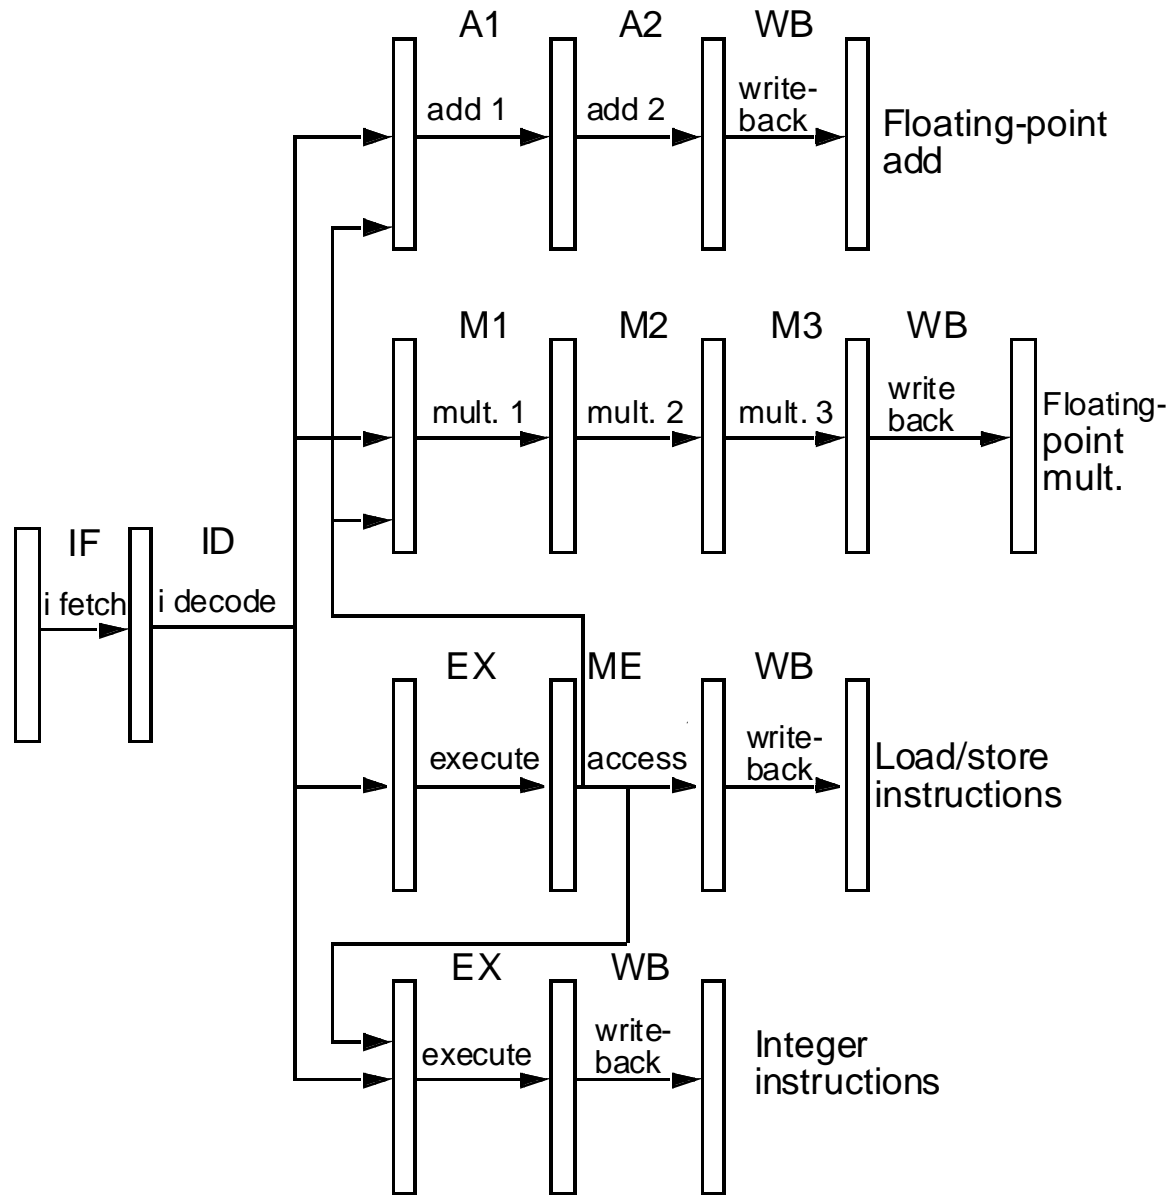 A1 A2 WB
add 1 add 2 write-
back
Floating-point
add
M1 M2 M3 WB
mult. 1 mult. 2 mult. 3 write
back
Floating-
point
mult.
IF ID
i fetch i decode
EX ME WB
execute access write-
back
Load/store
instructions
EX WB
execute write-
back
Integer
instructions